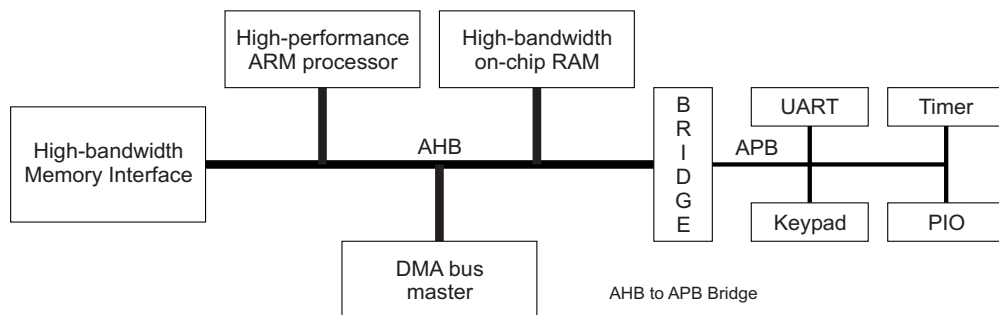 High-performance
ARM processor
High-bandwidth
on-chip RAM
High-bandwidth
Memory Interface
AHB
B
R
I
D
G
E
APB
UART
Timer
Keypad
PIO
DMA bus
master
AHB to APB Bridge